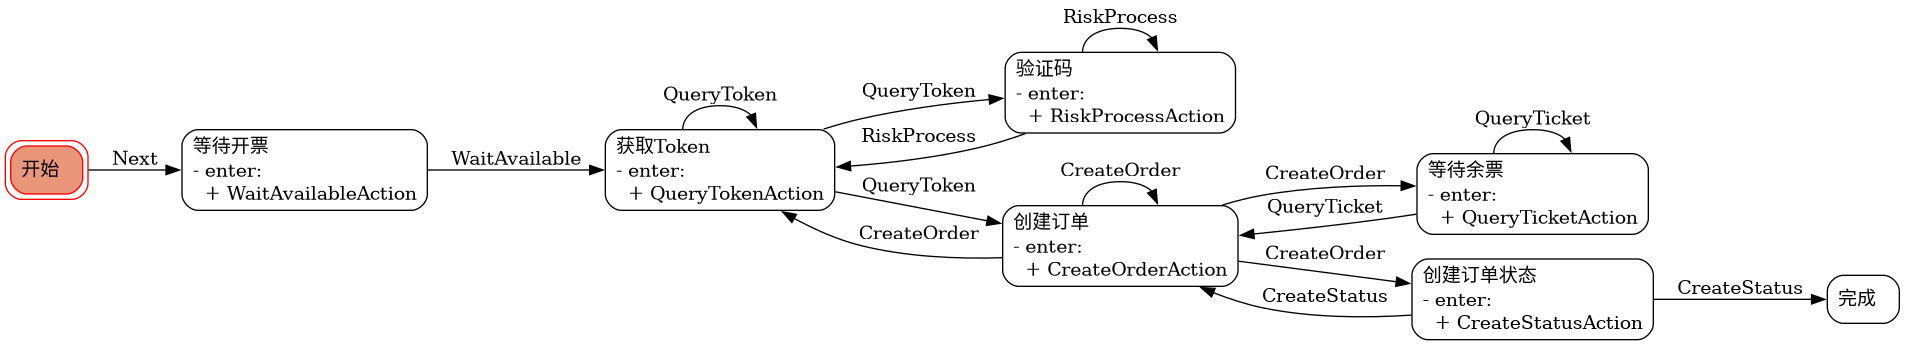 开始
Next
等待开票
- enter:
+ WaitAvailableAction
WaitAvailable
QueryToken
获取Token
- enter:
+ QueryTokenAction
QueryToken
RiskProcess
RiskProcess
验证码
- enter:
+ RiskProcessAction
QueryToken
CreateOrder
CreateOrder
创建订单
- enter:
+ CreateOrderAction
CreateOrder
QueryTicket
QueryTicket
等待余票
- enter:
+ QueryTicketAction
CreateOrder
CreateStatus
创建订单状态
- enter:
+ CreateStatusAction
CreateStatus
完成